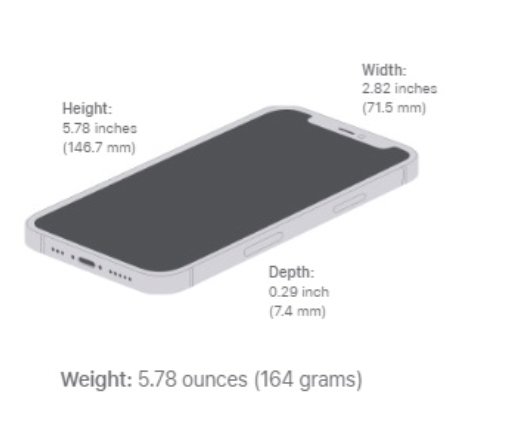 Width:
2.82 inches
(71.5 mm)
Height:
5.78 inches
(146.7 mm)
Depth:
0.29 inch
(7.4 mm)
Weight: 5.78 ounces (164 grams)